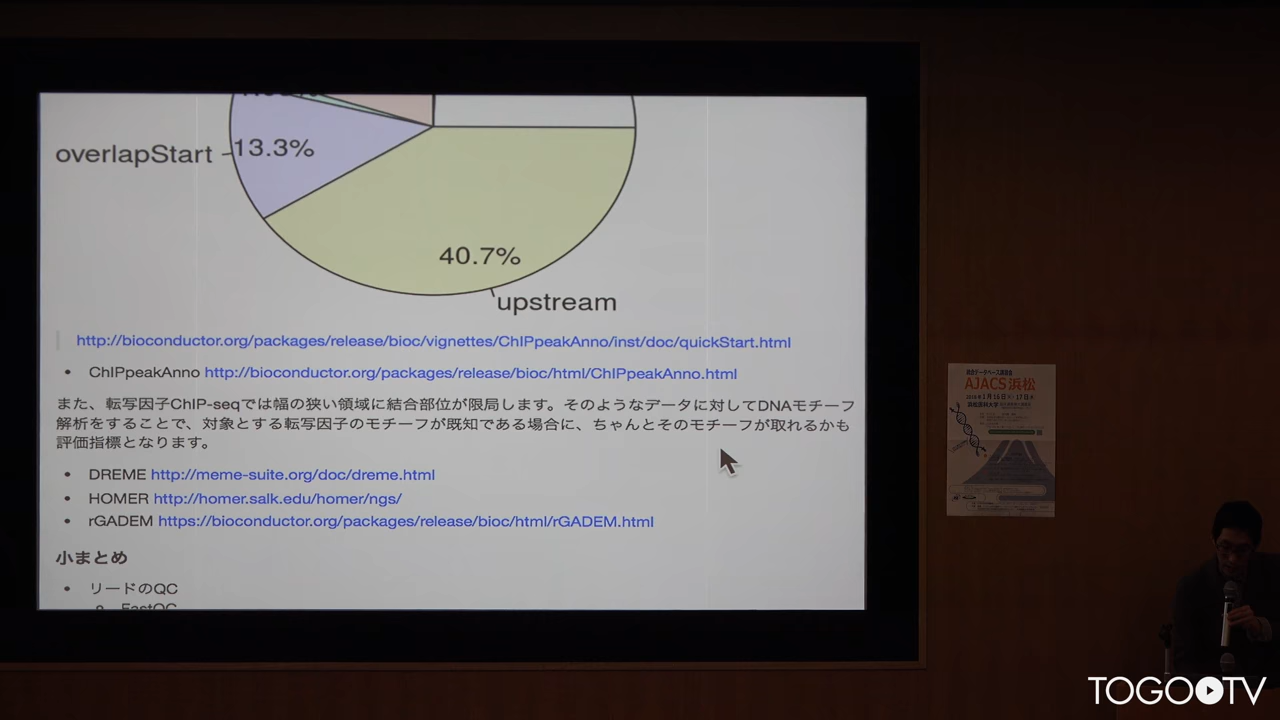 overlapStart
13.3%
40.7%
upstream
http://bioconductor.org/packages/release/bioc/vignettes/ChIPpeakAnno/inst/doc/quickStart.html
• ChIPpeakAnno http://bioconductor.org/packages/release/bioc/html/ChIPpeakAnno.html
また、転写因子ChIP-seqでは幅の狭い領域に結合部位が限局します。そのようなデータに対してDNAモチーフ
解析をすることで、対象とする転写因子のモチーフが既知である場合に、ちゃんとそのモチーフが取れるかも
評価指標となります。
• DREME http://meme-suite.org/doc/dreme.html
• HOMER http://homer.salk.edu/homer/ngs/
• rGADEM https://bioconductor.org/packages/release/bioc/html/rGADEM.html
小まとめ
• リードのQC
FastQC
AJACS浜松
TOGOTV